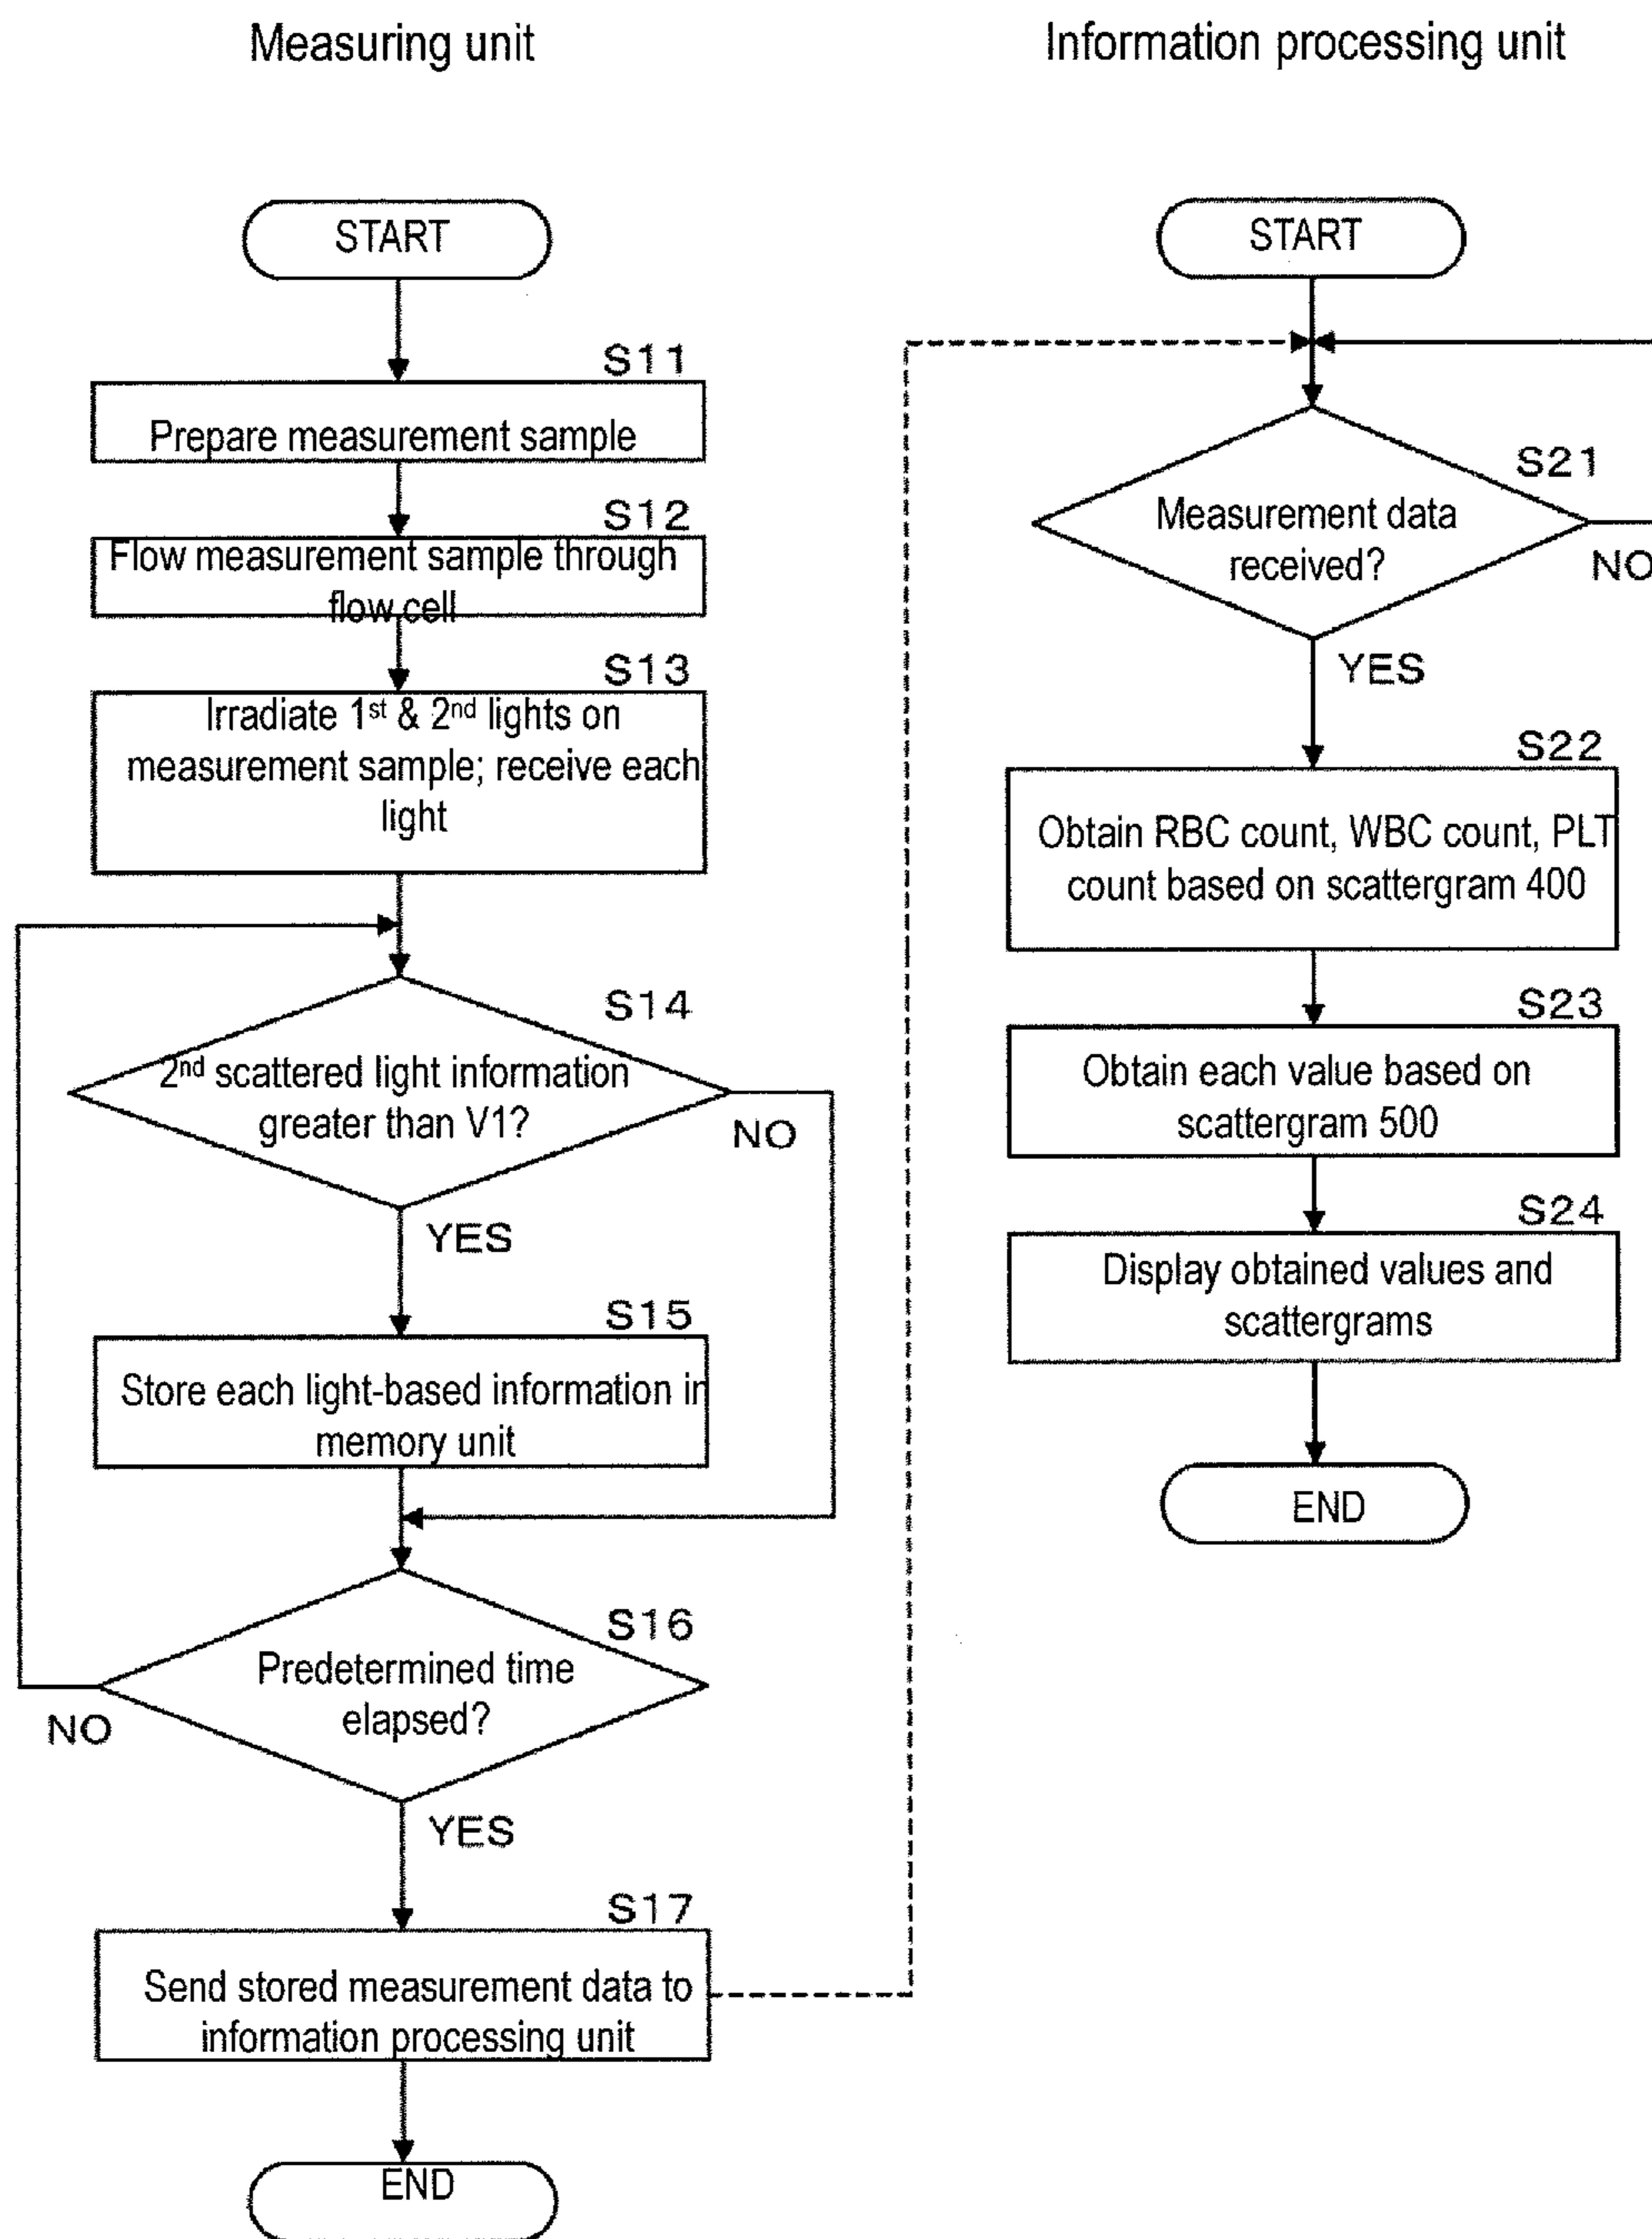 Measuring unit
START
S11
Prepare measurement sample
S12
Flow measurement sample through
flow cell
S13
Irradiate 1st & 2nd lights on
measurement sample; receive each
light
S14
2nd scattered light information
greater than V1?
NO
YES
S15
Store each light-based information in
memory unit
S16
Predetermined time
elapsed?
NO
YES
S17
Send stored measurement data to
information processing unit
END
Information processing unit
START
S21
Measurement data
received?
NO
YES
S22
Obtain RBC count, WBC count, PLT
count based on scattergram 400
S23
Obtain each value based on
scattergram 500
S24
Display obtained values and
scattergrams
END